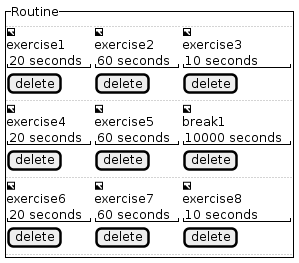 Routine
exercise1 exercise2 exercise3
20 seconds 60 seconds 10 seconds
delete delete delete
exercise4 exercise5 break1
20 seconds 60 seconds 10000 seconds
delete delete delete
exercise6 exercise7 exercise8
20 seconds 60 seconds 10 seconds
delete delete delete